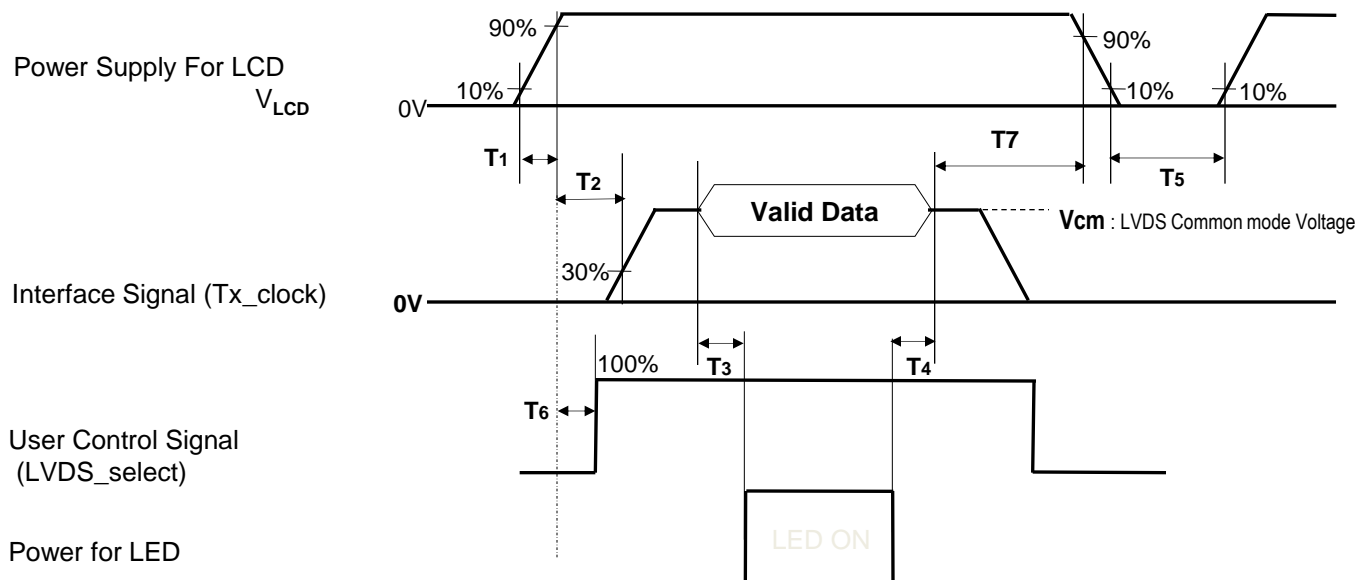 90%
90%
Power Supply For LCD
VLCD
10%
10%
10%
0V
T1
T2
T7
T5
Valid Data
Vcm : LVDS Common mode Voltage
30%
Interface Signal (Tx_clock)
0V
100%
T3
T4
T6
User Control Signal
(LVDS_select)
LED ON
Power for LED